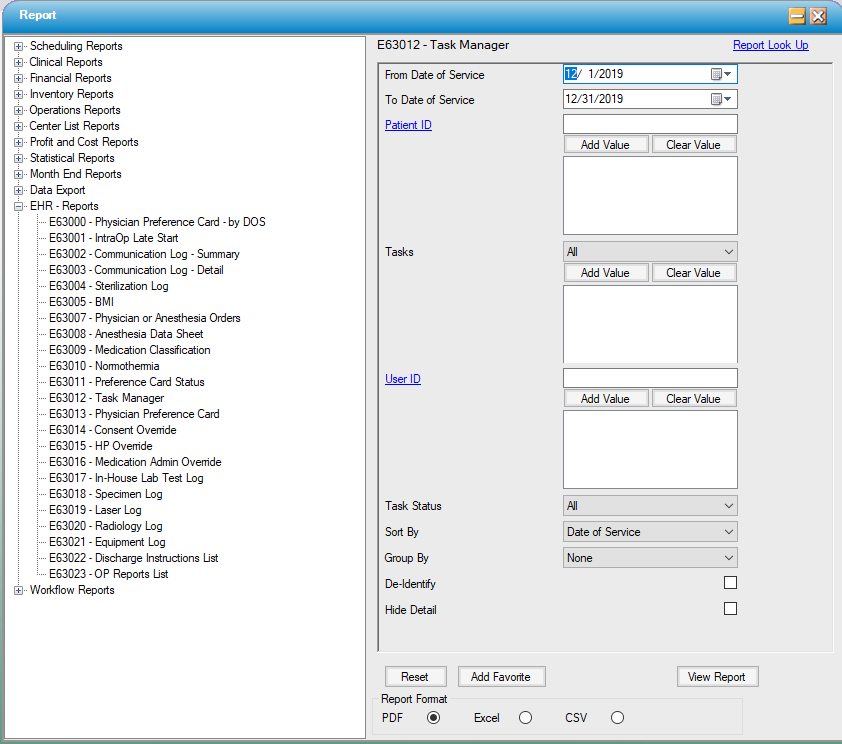 Report
Scheduling Reports
Clinical Reports
Financial Reports
Inventory Reports
Operations Reports
Center List Reports
Profit and Cost Reports
Statistical Reports
Month End Reports
Data Export
EHR - Reports
E63000 - Physician Preference Card - by DOS
E63001 - IntraOp Late Start
E63002 - Communication Log - Summary
E63003 - Communication Log - Detail
E63004 - Sterilization Log
E63005 - BMI
E63007 - Physician or Anesthesia Orders
E63008 - Anesthesia Data Sheet
E63009 - Medication Classification
E63010 - Normothermia
E63011 - Preference Card Status
E63012 - Task Manager
E63013 - Physician Preference Card
E63014 - Consent Override
E63015 - HP Override
E63016 - Medication Admin Override
E63017 - In-House Lab Test Log
E63018 - Specimen Log
E63019 - Laser Log
E63020 - Radiology Log
E63021 - Equipment Log
E63022 - Discharge Instructions List
E63023 - OP Reports List
Workflow Reports
E63012 - Task Manager Report Look Up
From Date of Service 12/ 1/2019
To Date of Service 12/31/2019
Patient ID
Add Value Clear Value
Tasks All
Add Value Clear Value
User ID
Add Value Clear Value
Task Status All
Sort By Date of Service
Group By None
De-Identify
Hide Detail
Reset Add Favorite View Report
Report Format
PDF Excel CSV